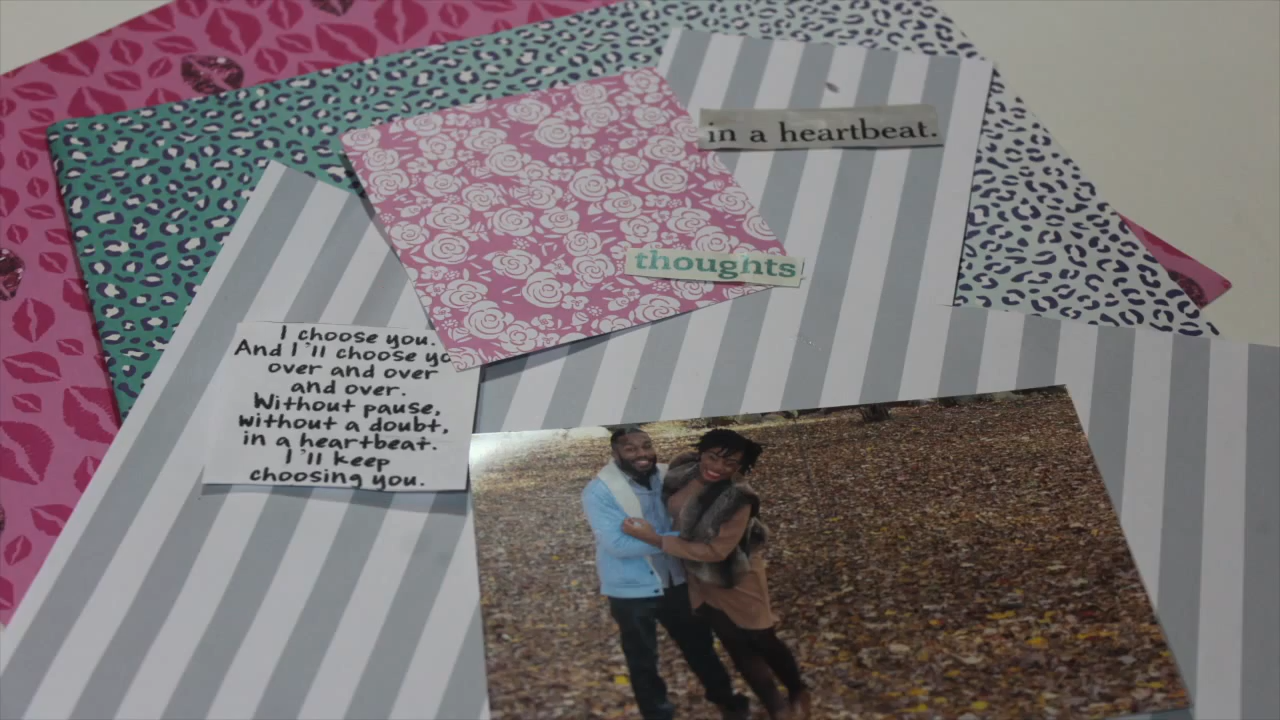 in a heartbeat.
thoughts
I choose you.
And I'll choose yo
over and over
and over.
Without pause,
without a doubt,
in a heartbeat.
I'll keep
choosing you.